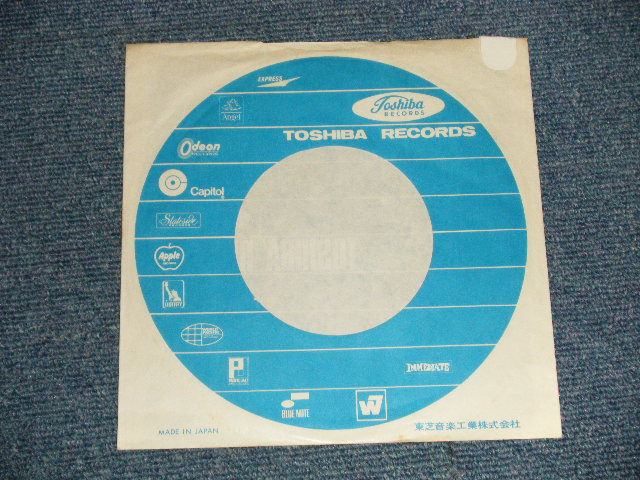 EXPRESS
Toshiba
RECORDS
Angel
TOSHIBA RECORDS
Odeon
Capitol
Stateside
Apple
LIBERTY
IMMEDIATE
BLUE NOTE
MADE IN JAPAN
東芝音楽工業株式会社